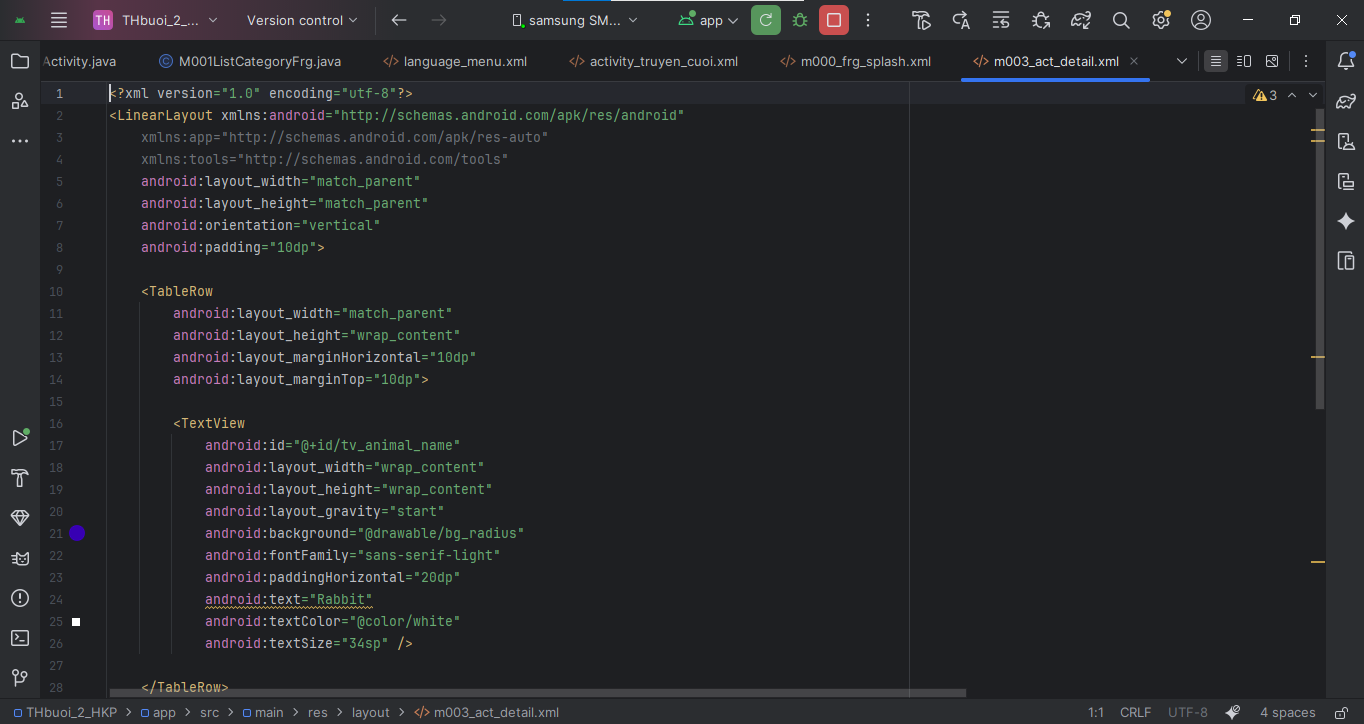 TH THbuoi_2_... Version control samsung SM... app
Activity.java M001ListCategoryFrg.java language_menu.xml activity_truyen_cuoi.xml m000_frg_splash.xml m003_act_detail.xml
1 <?xml version="1.0" encoding="utf-8"?> 3
2 <LinearLayout xmlns:android="http://schemas.android.com/apk/res/android"
3 xmlns:app="http://schemas.android.com/apk/res-auto"
4 xmlns:tools="http://schemas.android.com/tools"
5 android:layout_width="match_parent"
6 android:layout_height="match_parent"
7 android:orientation="vertical"
8 android:padding="10dp">
9
10 <TableRow
11 android:layout_width="match_parent"
12 android:layout_height="wrap_content"
13 android:layout_marginHorizontal="10dp"
14 android:layout_marginTop="10dp">
15
16 <TextView
17 android:id="@+id/tv_animal_name"
18 android:layout_width="wrap_content"
19 android:layout_height="wrap_content"
20 android:layout_gravity="start"
21 android:background="@drawable/bg_radius"
22 android:fontFamily="sans-serif-light"
23 android:paddingHorizontal="20dp"
24 android:text="Rabbit"
25 android:textColor="@color/white"
26 android:textSize="34sp" />
27
28 </TableRow>
THbuoi_2_HKP > app > src > main > res > layout > m003_act_detail.xml 1:1 CRLF UTF-8 4 spaces